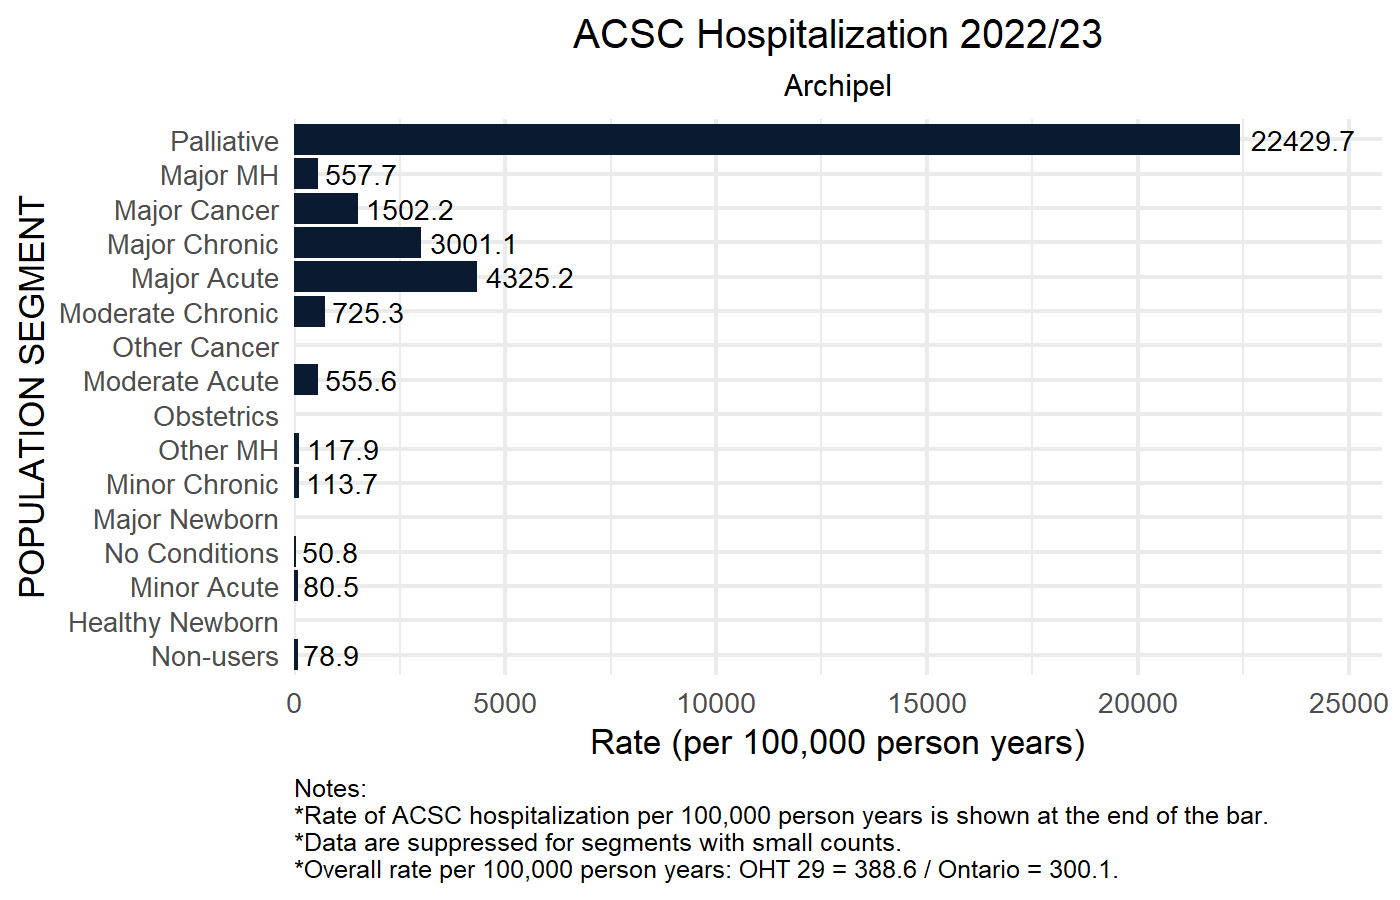 ACSC Hospitalization 2022/23
Archipel
POPULATION SEGMENT
Palliative 22429.7
Major MH 557.7
Major Cancer 1502.2
Major Chronic 3001.1
Major Acute 4325.2
Moderate Chronic 725.3
Other Cancer
Moderate Acute 555.6
Obstetrics
Other MH 117.9
Minor Chronic 113.7
Major Newborn
No Conditions 50.8
Minor Acute 80.5
Healthy Newborn
Non-users 78.9
0 5000 10000 15000 20000 25000
Rate (per 100,000 person years)
Notes:
*Rate of ACSC hospitalization per 100,000 person years is shown at the end of the bar.
*Data are suppressed for segments with small counts.
*Overall rate per 100,000 person years: OHT 29 = 388.6 / Ontario = 300.1.